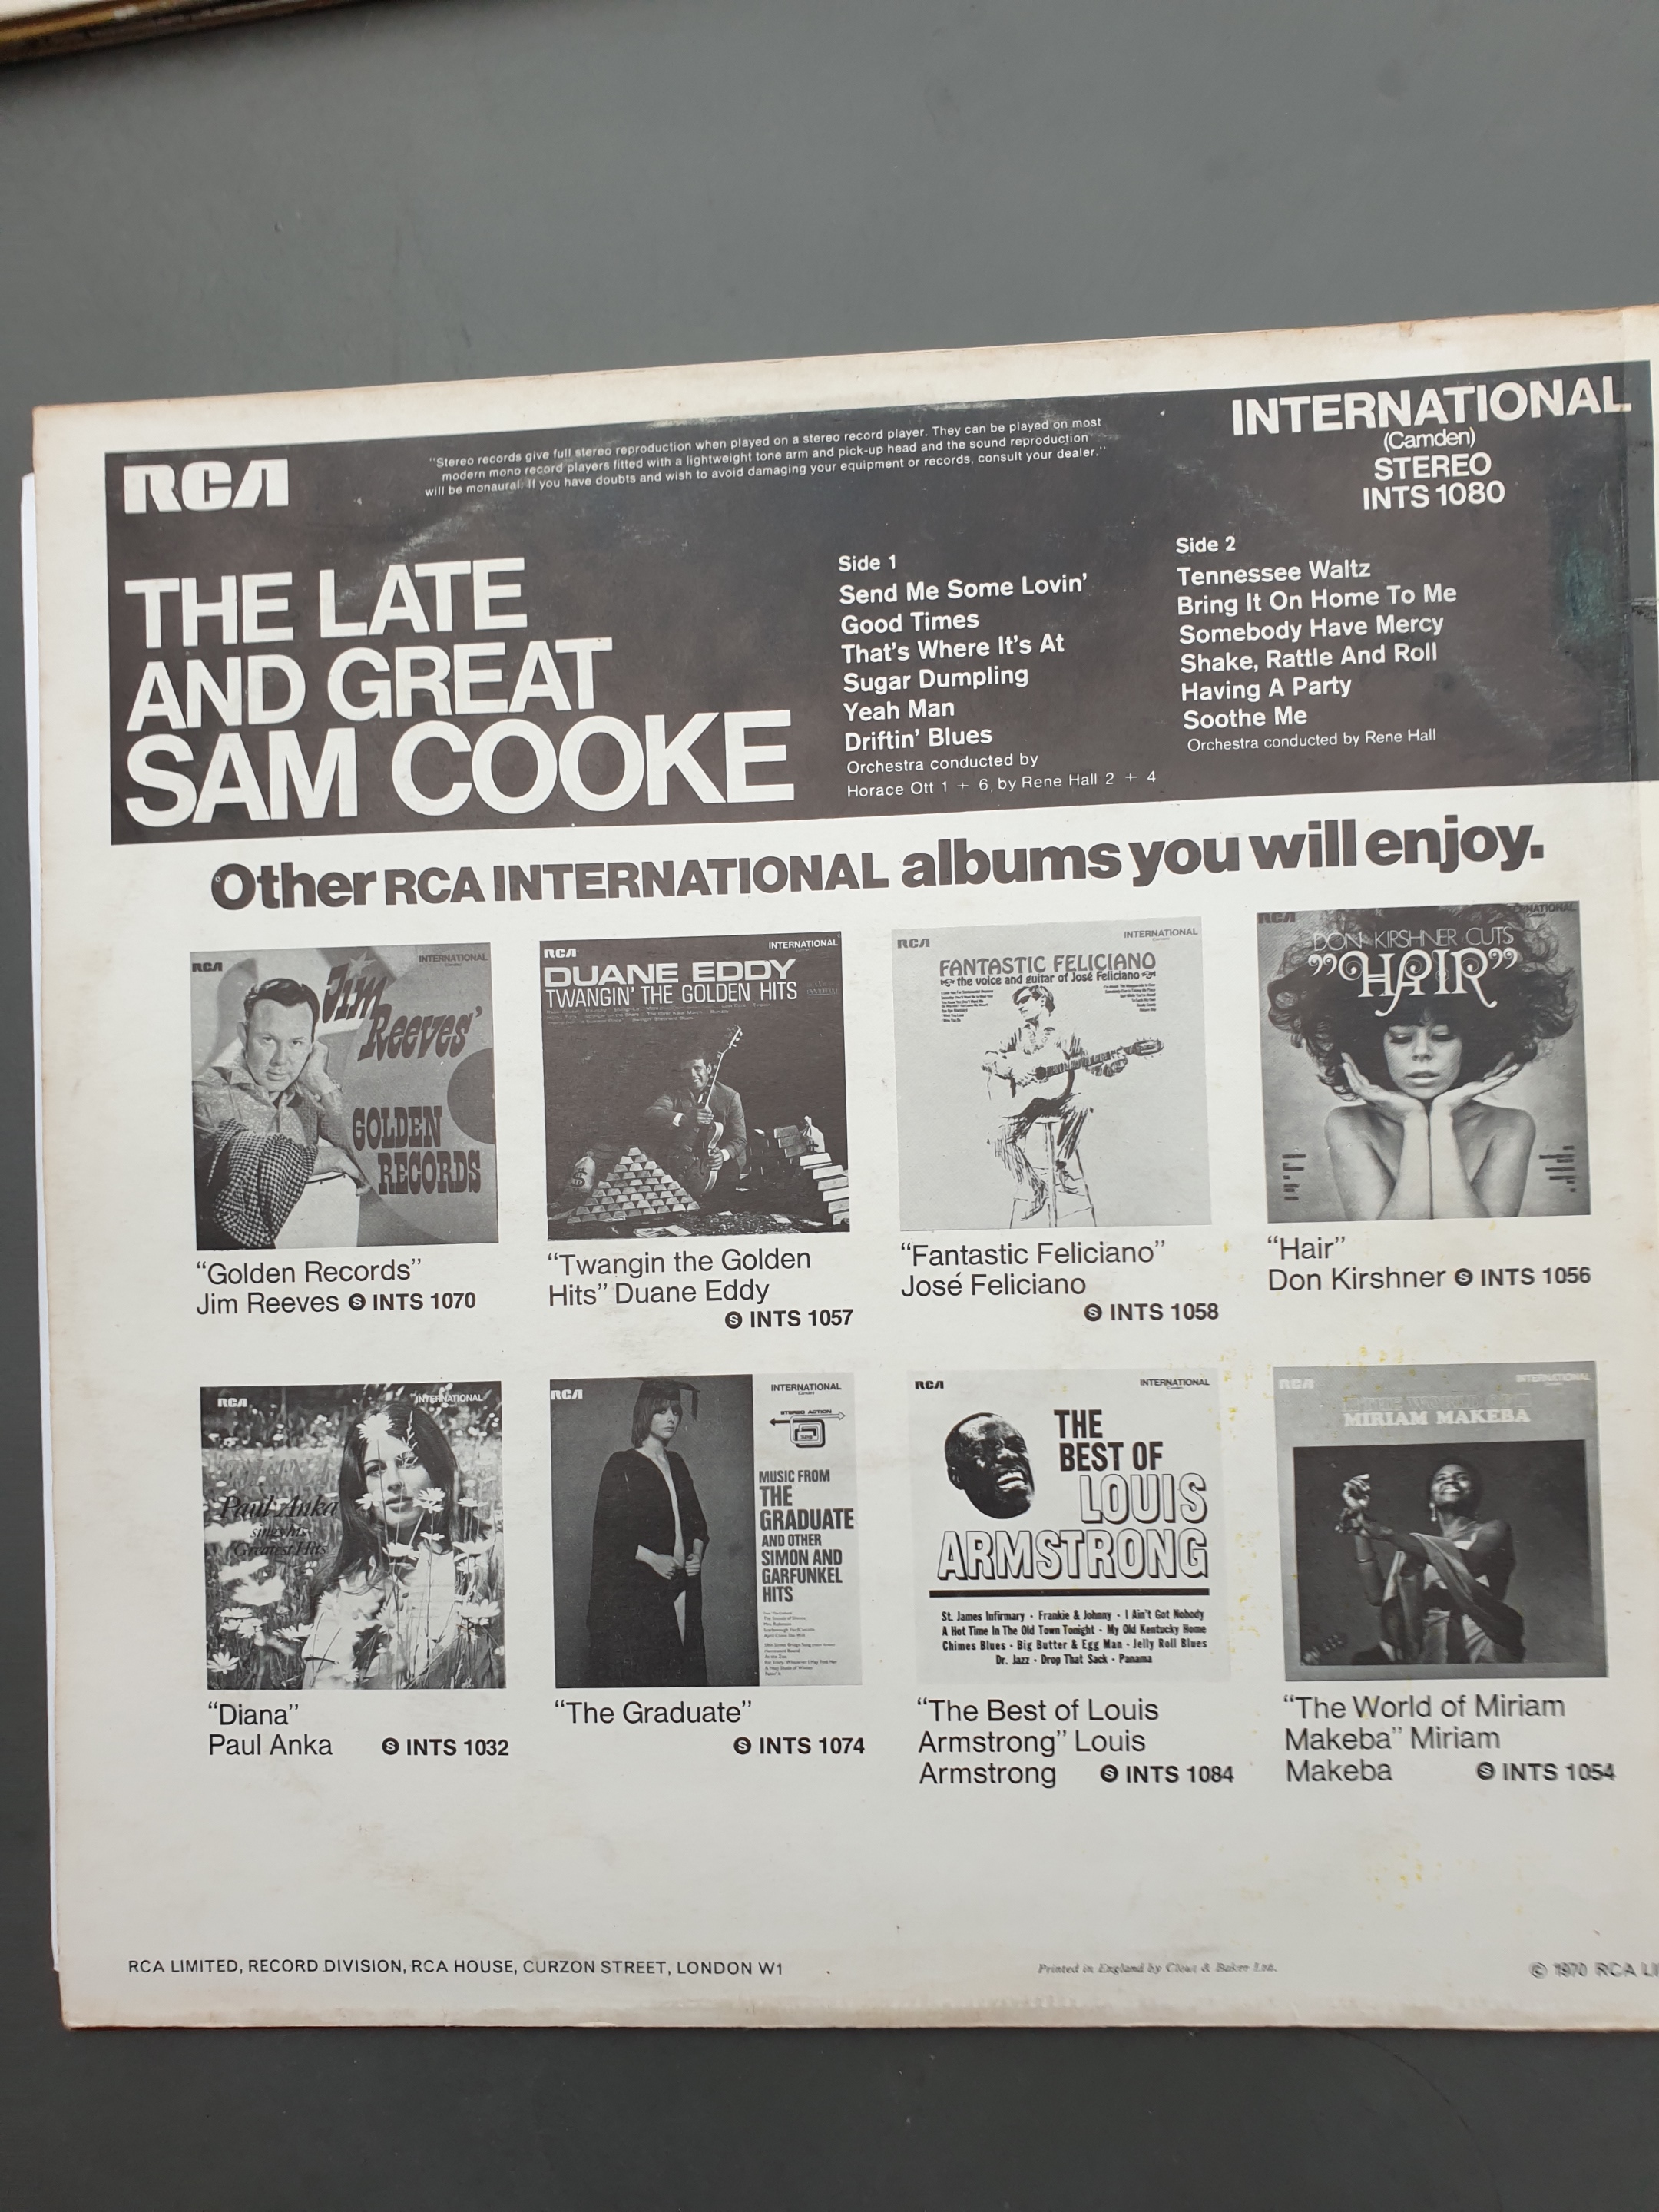 RCA
"Stereo records give full stereo reproduction when played on a stereo record player. They can be played on most
modern mono record players fitted with a lightweight tone arm and pick-up head and the sound reproduction
will be monaural. If you have doubts and wish to avoid damaging your equipment or records, consult your dealer."
INTERNATIONAL
(Camden)
STEREO
INTS 1080
THE LATE
AND GREAT
SAM COOKE
Side 1
Send Me Some Lovin'
Good Times
That's Where It's At
Sugar Dumpling
Yeah Man
Driftin' Blues
Orchestra conducted by
Horace Ott 1 + 6, by Rene Hall 2 + 4
Side 2
Tennessee Waltz
Bring It On Home To Me
Somebody Have Mercy
Shake, Rattle And Roll
Having A Party
Soothe Me
Orchestra conducted by Rene Hall
Other RCA INTERNATIONAL albums you will enjoy.
RCA
INTERNATIONAL
Jim
Reeves'
GOLDEN
RECORDS
"Golden Records"
Jim Reeves Ⓢ INTS 1070
RCA
INTERNATIONAL
DUANE EDDY
TWANGIN' THE GOLDEN HITS
"Twangin the Golden
Hits" Duane Eddy
Ⓢ INTS 1057
RCA
INTERNATIONAL
FANTASTIC FELICIANO
the voice and guitar of José Feliciano
"Fantastic Feliciano"
José Feliciano
Ⓢ INTS 1058
RCA
INTERNATIONAL
DON KIRSHNER CUTS
"HAIR"
"Hair"
Don Kirshner Ⓢ INTS 1056
RCA
INTERNATIONAL
Paul Anka
sings his
Greatest Hits
"Diana"
Paul Anka Ⓢ INTS 1032
RCA
INTERNATIONAL
STEREO ACTION
MUSIC FROM
THE
GRADUATE
AND OTHER
SIMON AND
GARFUNKEL
HITS
"The Graduate"
Ⓢ INTS 1074
RCA
INTERNATIONAL
THE
BEST OF
LOUIS
ARMSTRONG
St. James Infirmary · Frankie & Johnny · I Ain't Got Nobody
A Hot Time In The Old Town Tonight · My Old Kentucky Home
Chimes Blues · Big Butter & Egg Man · Jelly Roll Blues
Dr. Jazz · Drop That Sack · Panama
"The Best of Louis
Armstrong" Louis
Armstrong Ⓢ INTS 1084
RCA
INTERNATIONAL
MIRIAM MAKEBA
"The World of Miriam
Makeba" Miriam
Makeba Ⓢ INTS 1054
RCA LIMITED, RECORD DIVISION, RCA HOUSE, CURZON STREET, LONDON W1
Printed in England by Clout & Baker Ltd.
© 1970 RCA LI